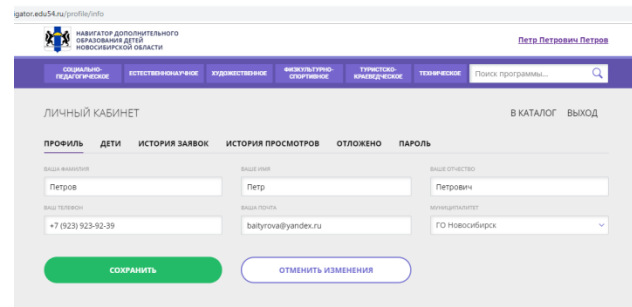 igator.edu54.ru/profile/info
НАВИГАТОР ДОПОЛНИТЕЛЬНОГО
ОБРАЗОВАНИЯ ДЕТЕЙ
НОВОСИБИРСКОЙ ОБЛАСТИ
Петр Петрович Петров
СОЦИАЛЬНО-ПЕДАГОГИЧЕСКОЕ ЕСТЕСТВЕННОНАУЧНОЕ ХУДОЖЕСТВЕННОЕ ФИЗКУЛЬТУРНО-СПОРТИВНОЕ ТУРИСТСКО-КРАЕВЕДЧЕСКОЕ ТЕХНИЧЕСКОЕ Поиск программы...
ЛИЧНЫЙ КАБИНЕТ В КАТАЛОГ ВЫХОД
ПРОФИЛЬ ДЕТИ ИСТОРИЯ ЗАЯВОК ИСТОРИЯ ПРОСМОТРОВ ОТЛОЖЕНО ПАРОЛЬ
ВАША ФАМИЛИЯ ВАШЕ ИМЯ ВАШЕ ОТЧЕСТВО
Петров Петр Петрович
ВАШ ТЕЛЕФОН ВАША ПОЧТА МУНИЦИПАЛИТЕТ
+7 (923) 923-92-39 baityrova@yandex.ru ГО Новосибирск
СОХРАНИТЬ ОТМЕНИТЬ ИЗМЕНЕНИЯ